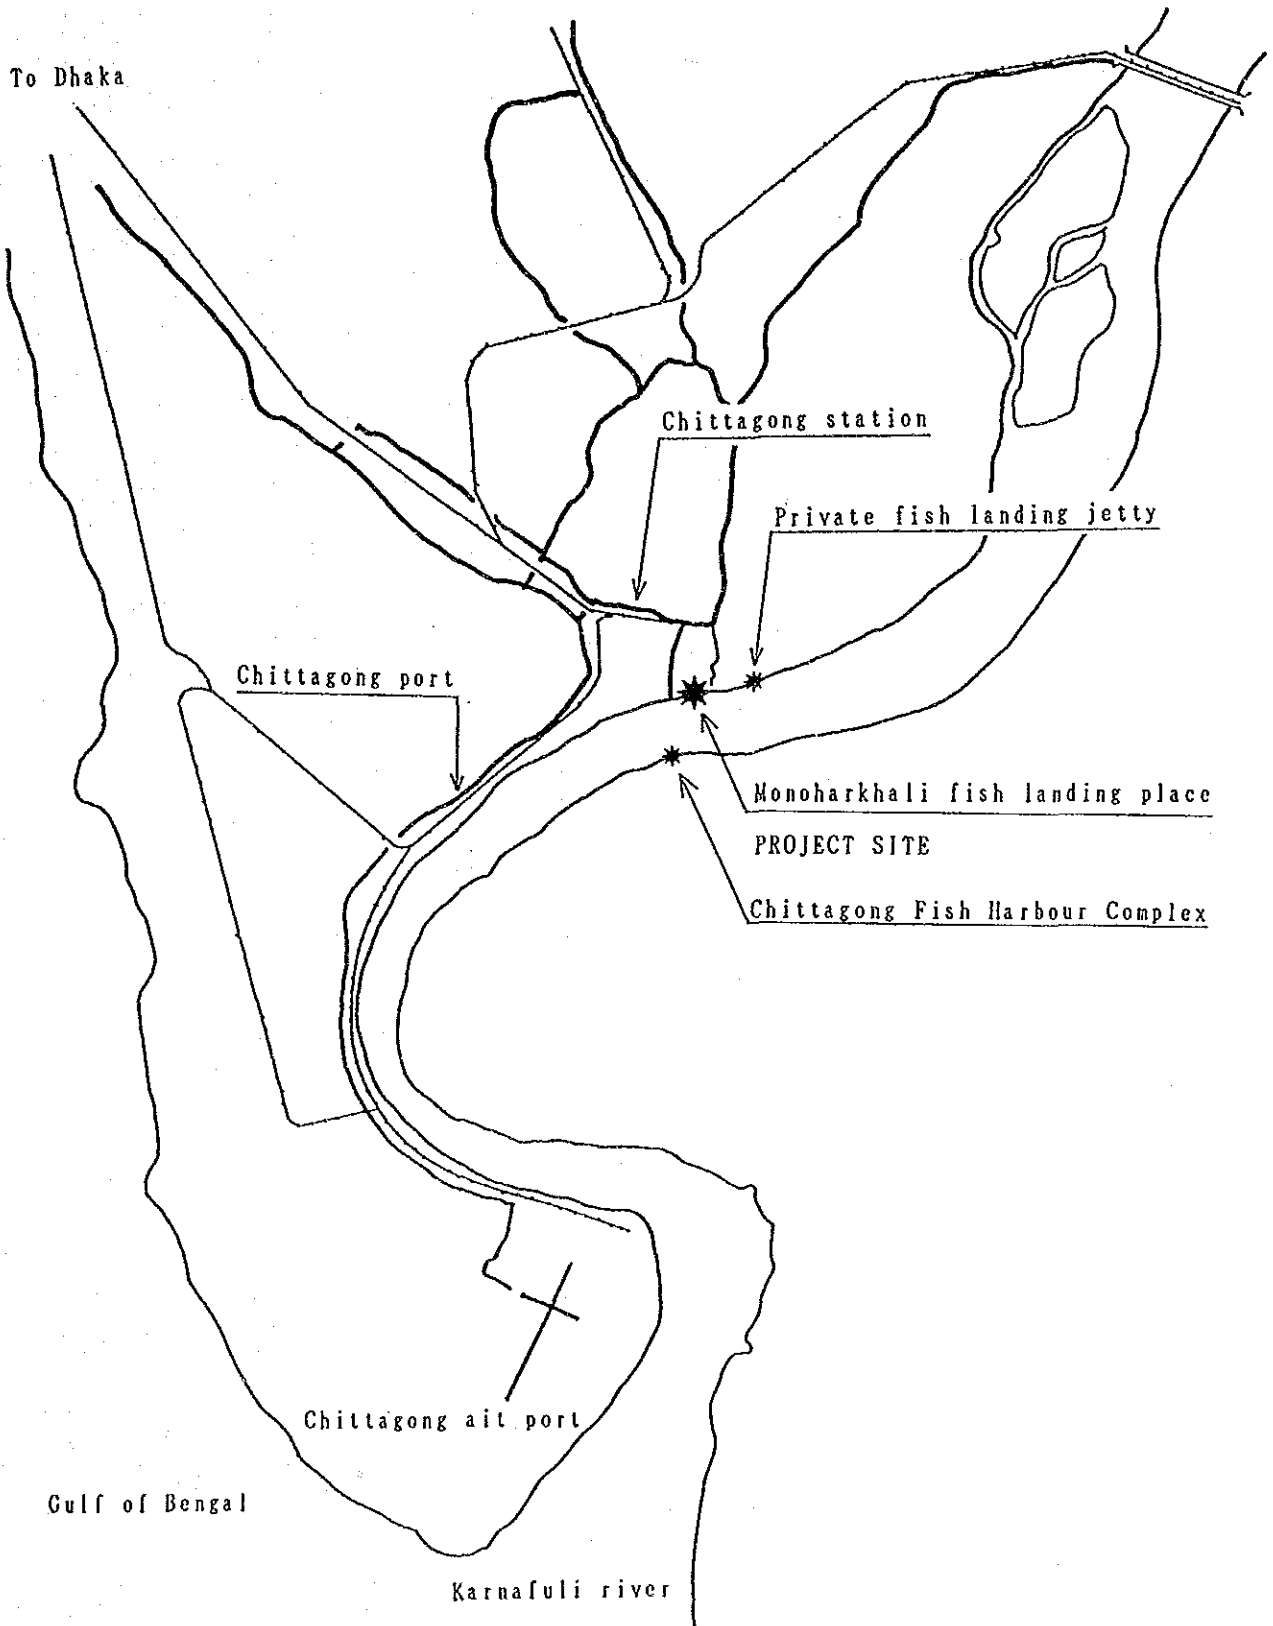 To Dhaka
Chittagong station
Private fish landing jetty
Chittagong port
Monoharkhali fish landing place
PROJECT SITE
Chittagong Fish Harbour Complex
Chittagong ait port
Gulf of Bengal
Karnafuli river